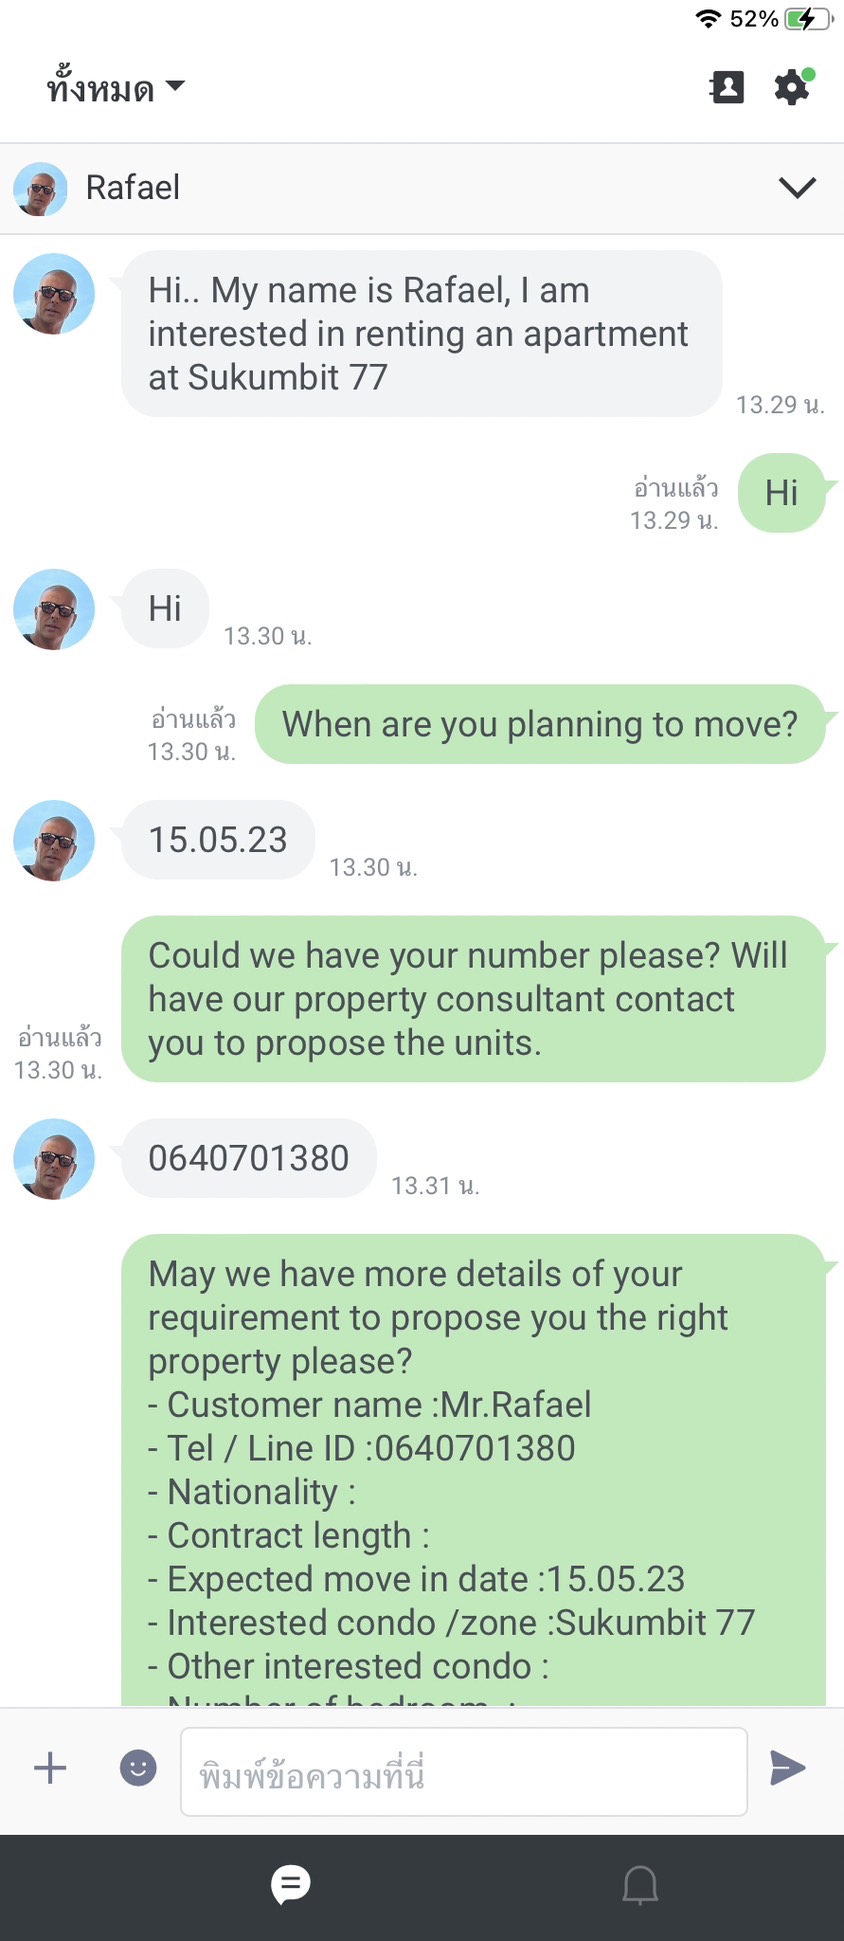 52%
ทั้งหมด
Rafael
Hi.. My name is Rafael, I am
interested in renting an apartment
at Sukumbit 77
13.29 น.
อ่านแล้ว
13.29 น.
Hi
Hi
13.30 น.
อ่านแล้ว
13.30 น.
When are you planning to move?
15.05.23
13.30 น.
Could we have your number please? Will
have our property consultant contact
you to propose the units.
อ่านแล้ว
13.30 น.
0640701380
13.31 น.
May we have more details of your
requirement to propose you the right
property please?
- Customer name :Mr.Rafael
- Tel / Line ID :0640701380
- Nationality :
- Contract length :
- Expected move in date :15.05.23
- Interested condo /zone :Sukumbit 77
- Other interested condo :
- Number of bedroom :
พิมพ์ข้อความที่นี่